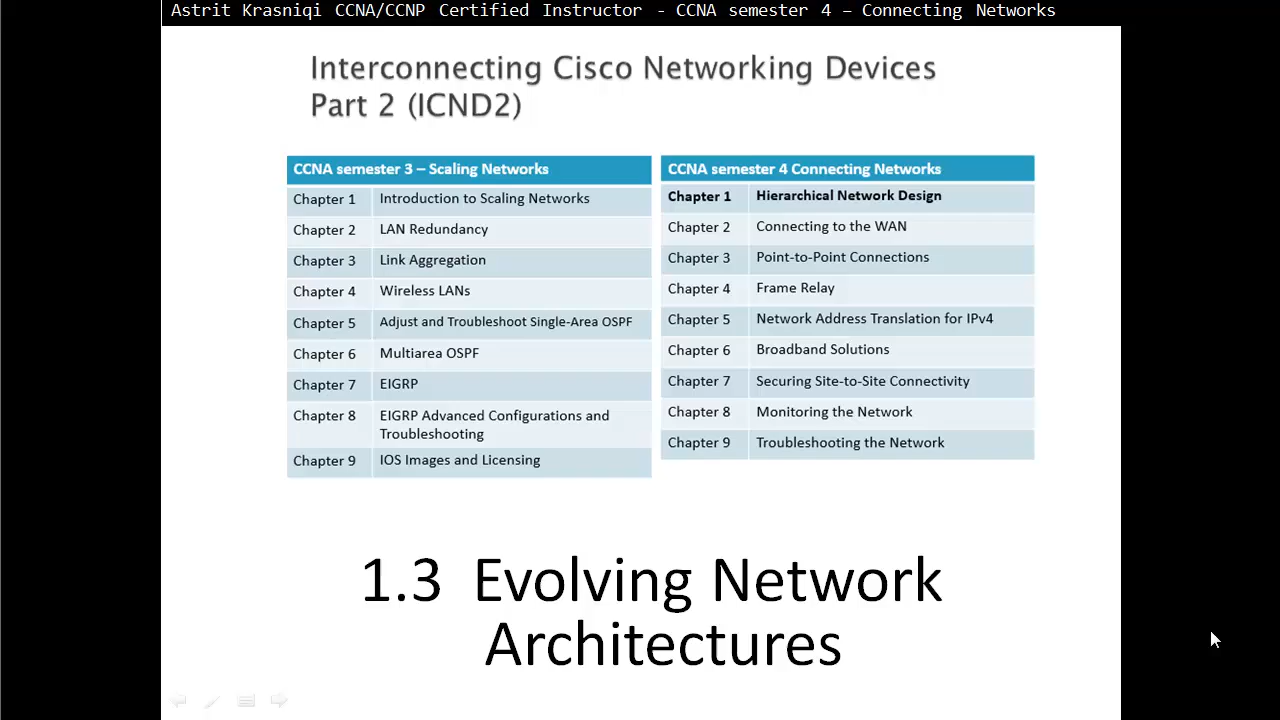 Astrit Krasniqi CCNA/CCNP Certified Instructor - CCNA semester 4 – Connecting Networks
Interconnecting Cisco Networking Devices
Part 2 (ICND2)
CCNA semester 3 – Scaling Networks
Chapter 1 Introduction to Scaling Networks
Chapter 2 LAN Redundancy
Chapter 3 Link Aggregation
Chapter 4 Wireless LANs
Chapter 5 Adjust and Troubleshoot Single-Area OSPF
Chapter 6 Multiarea OSPF
Chapter 7 EIGRP
Chapter 8 EIGRP Advanced Configurations and
Troubleshooting
Chapter 9 IOS Images and Licensing
CCNA semester 4 Connecting Networks
Chapter 1 Hierarchical Network Design
Chapter 2 Connecting to the WAN
Chapter 3 Point-to-Point Connections
Chapter 4 Frame Relay
Chapter 5 Network Address Translation for IPv4
Chapter 6 Broadband Solutions
Chapter 7 Securing Site-to-Site Connectivity
Chapter 8 Monitoring the Network
Chapter 9 Troubleshooting the Network
1.3 Evolving Network
Architectures